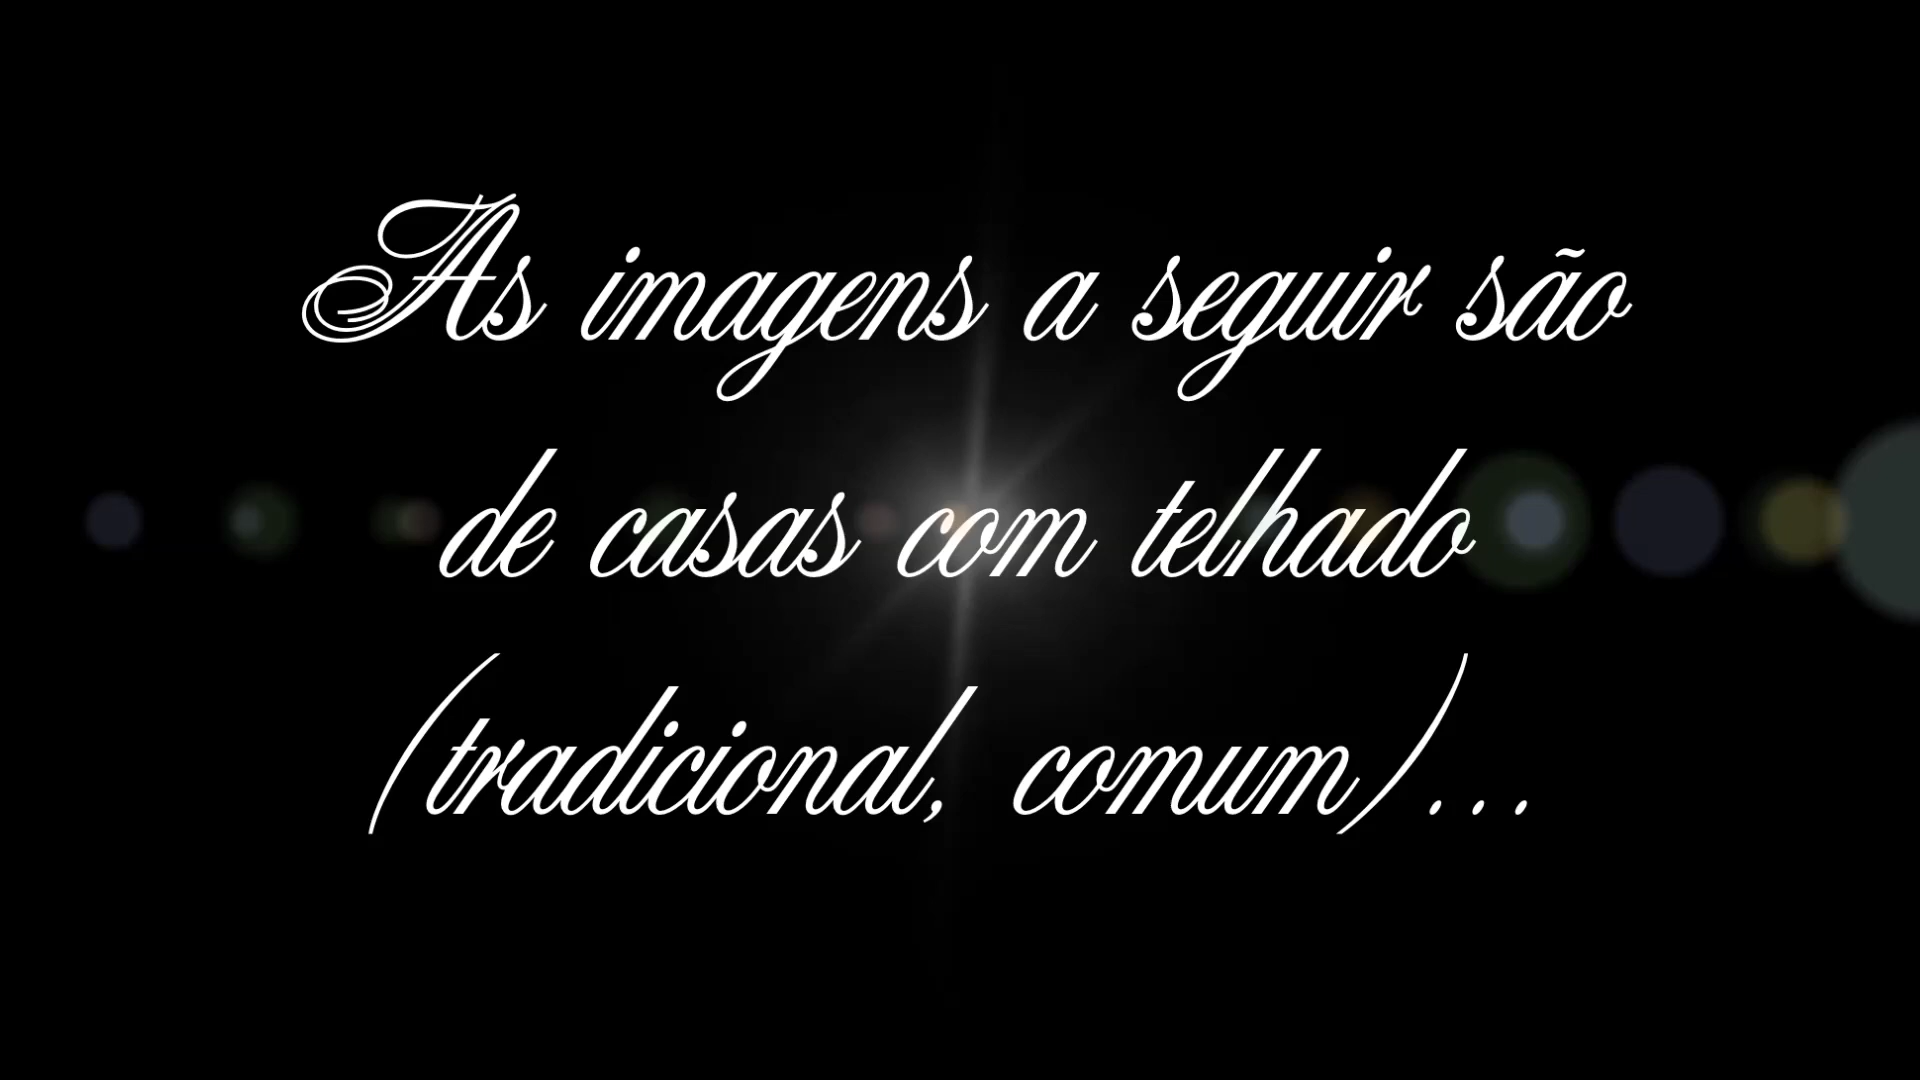 As imagens a seguir são
de casas com telhado
(tradicional, comum)...